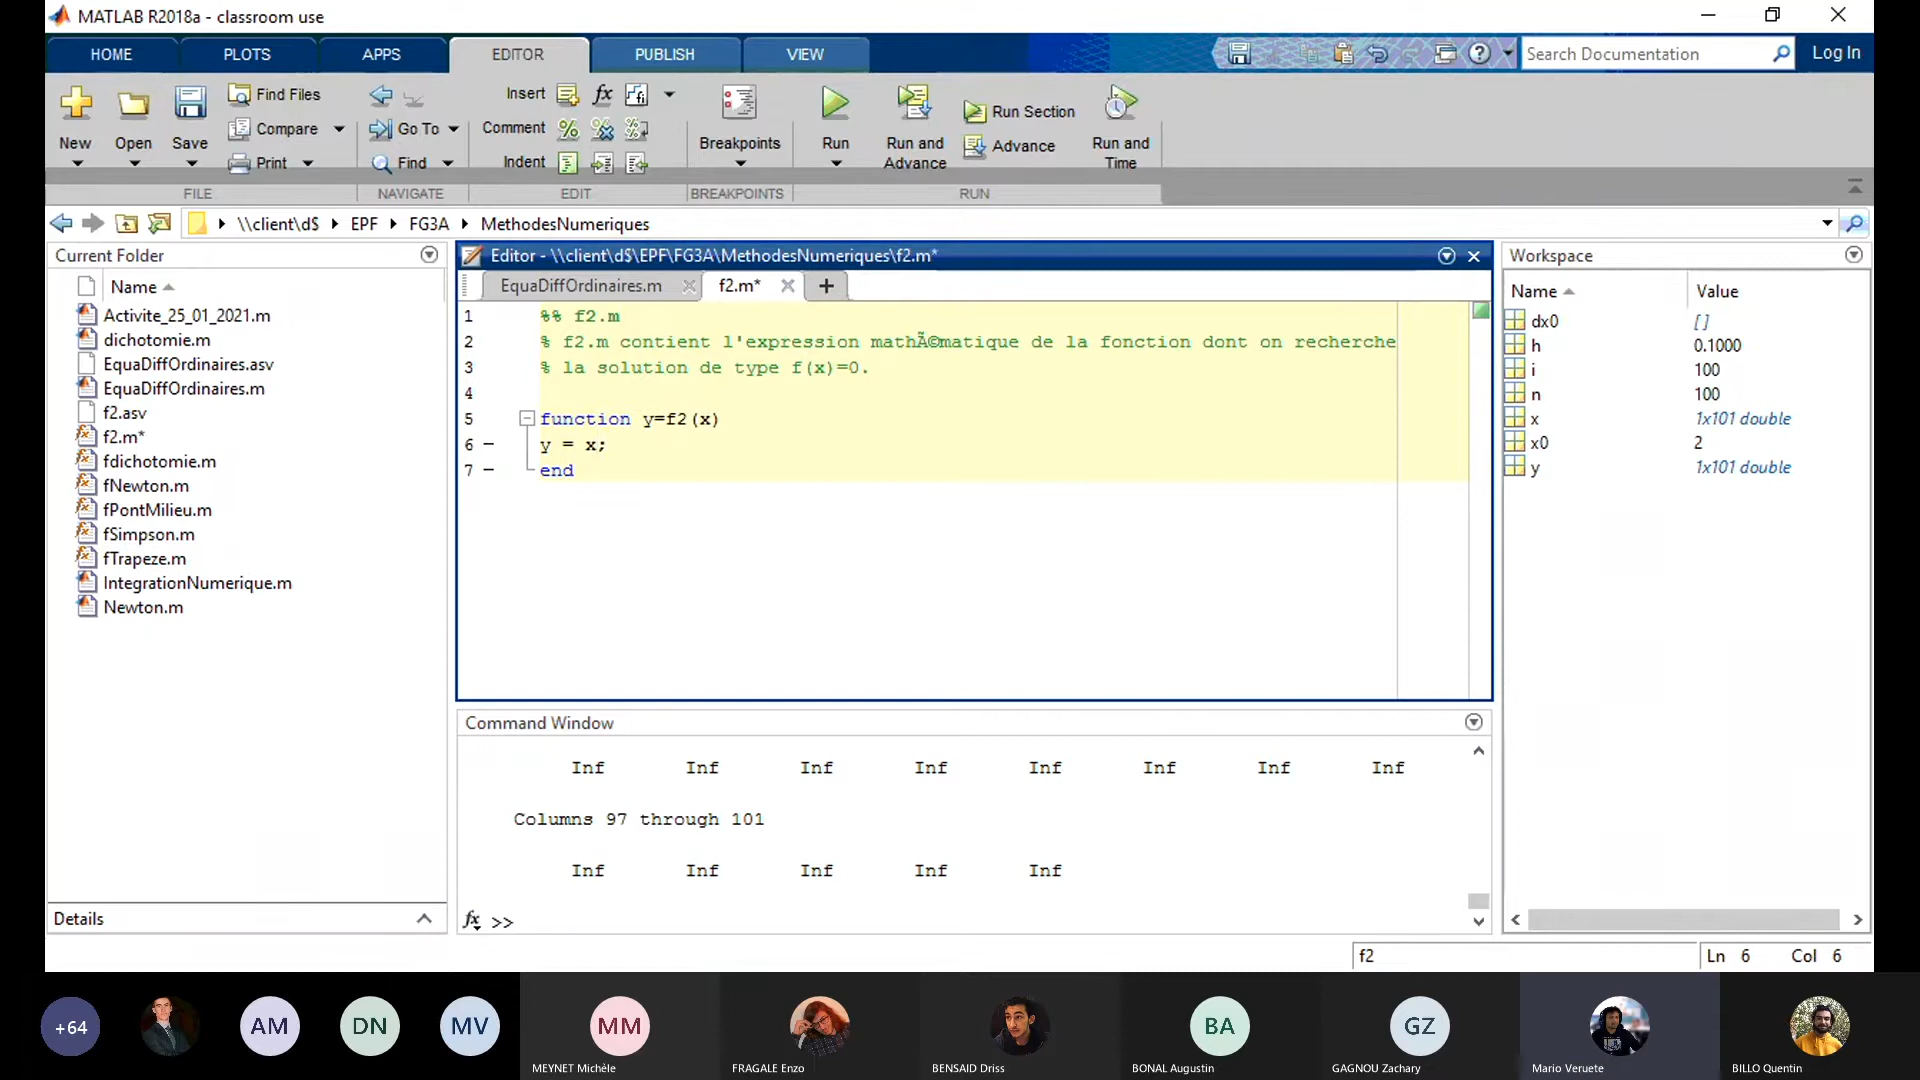 MATLAB R2018a - classroom use
HOME PLOTS APPS EDITOR PUBLISH VIEW
Search Documentation
Log In
New
Open
Save
Find Files
Compare
Print
Go To
Find
Insert
Comment
Indent
Breakpoints
Run
Run and Advance
Run Section
Advance
Run and Time
FILE NAVIGATE EDIT BREAKPOINTS RUN
\\client\d$ EPF FG3A MethodesNumeriques
Current Folder
Name
Activite_25_01_2021.m
dichotomie.m
EquaDiffOrdinaires.asv
EquaDiffOrdinaires.m
f2.asv
f2.m*
fdichotomie.m
fNewton.m
fPontMilieu.m
fSimpson.m
fTrapeze.m
IntegrationNumerique.m
Newton.m
Details
Editor - \\client\d$\EPF\FG3A\MethodesNumeriques\f2.m*
EquaDiffOrdinaires.m f2.m*
1 %% f2.m
2 % f2.m contient l'expression mathÃ©matique de la fonction dont on recherche
3 % la solution de type f(x)=0.
4
5 function y=f2(x)
6 y = x;
7 end
Command Window
Inf Inf Inf Inf Inf Inf Inf Inf
Columns 97 through 101
Inf Inf Inf Inf Inf
fx >>
Workspace
Name Value
dx0 []
h 0.1000
i 100
n 100
x 1x101 double
x0 2
y 1x101 double
f2
Ln 6 Col 6
+64
AM
DN
MV
MM
MEYNET Michèle
FRAGALE Enzo
BENSAID Driss
BA
BONAL Augustin
GZ
GAGNOU Zachary
Mario Veruete
BILLO Quentin